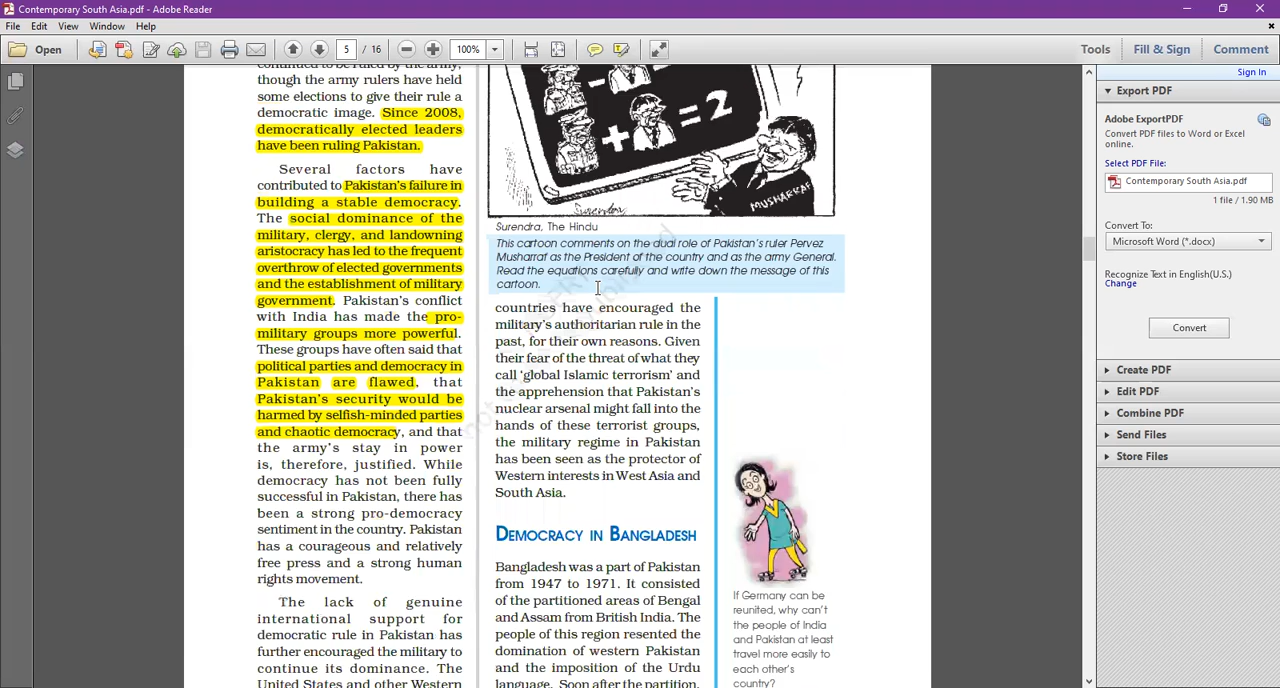 Contemporary South Asia.pdf - Adobe Reader
File Edit View Window Help
Open
5 / 16
100%
Tools Fill & Sign Comment
Sign In
continued to be ruled by the army,
though the army rulers have held
some elections to give their rule a
democratic image. Since 2008,
democratically elected leaders
have been ruling Pakistan.
Several factors have
contributed to Pakistan's failure in
building a stable democracy.
The social dominance of the
military, clergy, and landowning
aristocracy has led to the frequent
overthrow of elected governments
and the establishment of military
government. Pakistan's conflict
with India has made the pro-
military groups more powerful.
These groups have often said that
political parties and democracy in
Pakistan are flawed, that
Pakistan's security would be
harmed by selfish-minded parties
and chaotic democracy, and that
the army's stay in power
is, therefore, justified. While
democracy has not been fully
successful in Pakistan, there has
been a strong pro-democracy
sentiment in the country. Pakistan
has a courageous and relatively
free press and a strong human
rights movement.
The lack of genuine
international support for
democratic rule in Pakistan has
further encouraged the military to
continue its dominance. The
United States and other Western
-
+ = 2
MUSHARRAF
Surendra
Surendra, The Hindu
This cartoon comments on the dual role of Pakistan's ruler Pervez
Musharraf as the President of the country and as the army General.
Read the equations carefully and write down the message of this
cartoon.
countries have encouraged the
military's authoritarian rule in the
past, for their own reasons. Given
their fear of the threat of what they
call 'global Islamic terrorism' and
the apprehension that Pakistan's
nuclear arsenal might fall into the
hands of these terrorist groups,
the military regime in Pakistan
has been seen as the protector of
Western interests in West Asia and
South Asia.
DEMOCRACY IN BANGLADESH
Bangladesh was a part of Pakistan
from 1947 to 1971. It consisted
of the partitioned areas of Bengal
and Assam from British India. The
people of this region resented the
domination of western Pakistan
and the imposition of the Urdu
language. Soon after the partition,
If Germany can be
reunited, why can't
the people of India
and Pakistan at least
travel more easily to
each other's
country?
Export PDF
Adobe ExportPDF
Convert PDF files to Word or Excel
online.
Select PDF File:
Contemporary South Asia.pdf
1 file / 1.90 MB
Convert To:
Microsoft Word (*.docx)
Recognize Text in English(U.S.)
Change
Convert
Create PDF
Edit PDF
Combine PDF
Send Files
Store Files